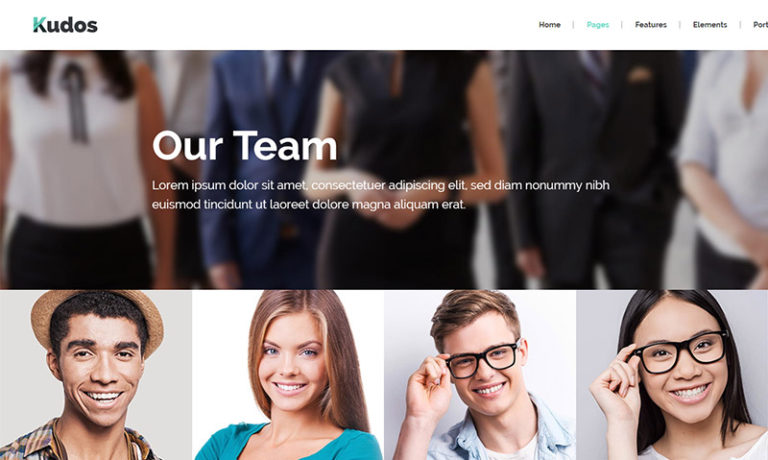 Kudos
Home | Pages | Features | Elements | Port
Our Team
Lorem ipsum dolor sit amet, consectetuer adipiscing elit, sed diam nonummy nibh
euismod tincidunt ut laoreet dolore magna aliquam erat.